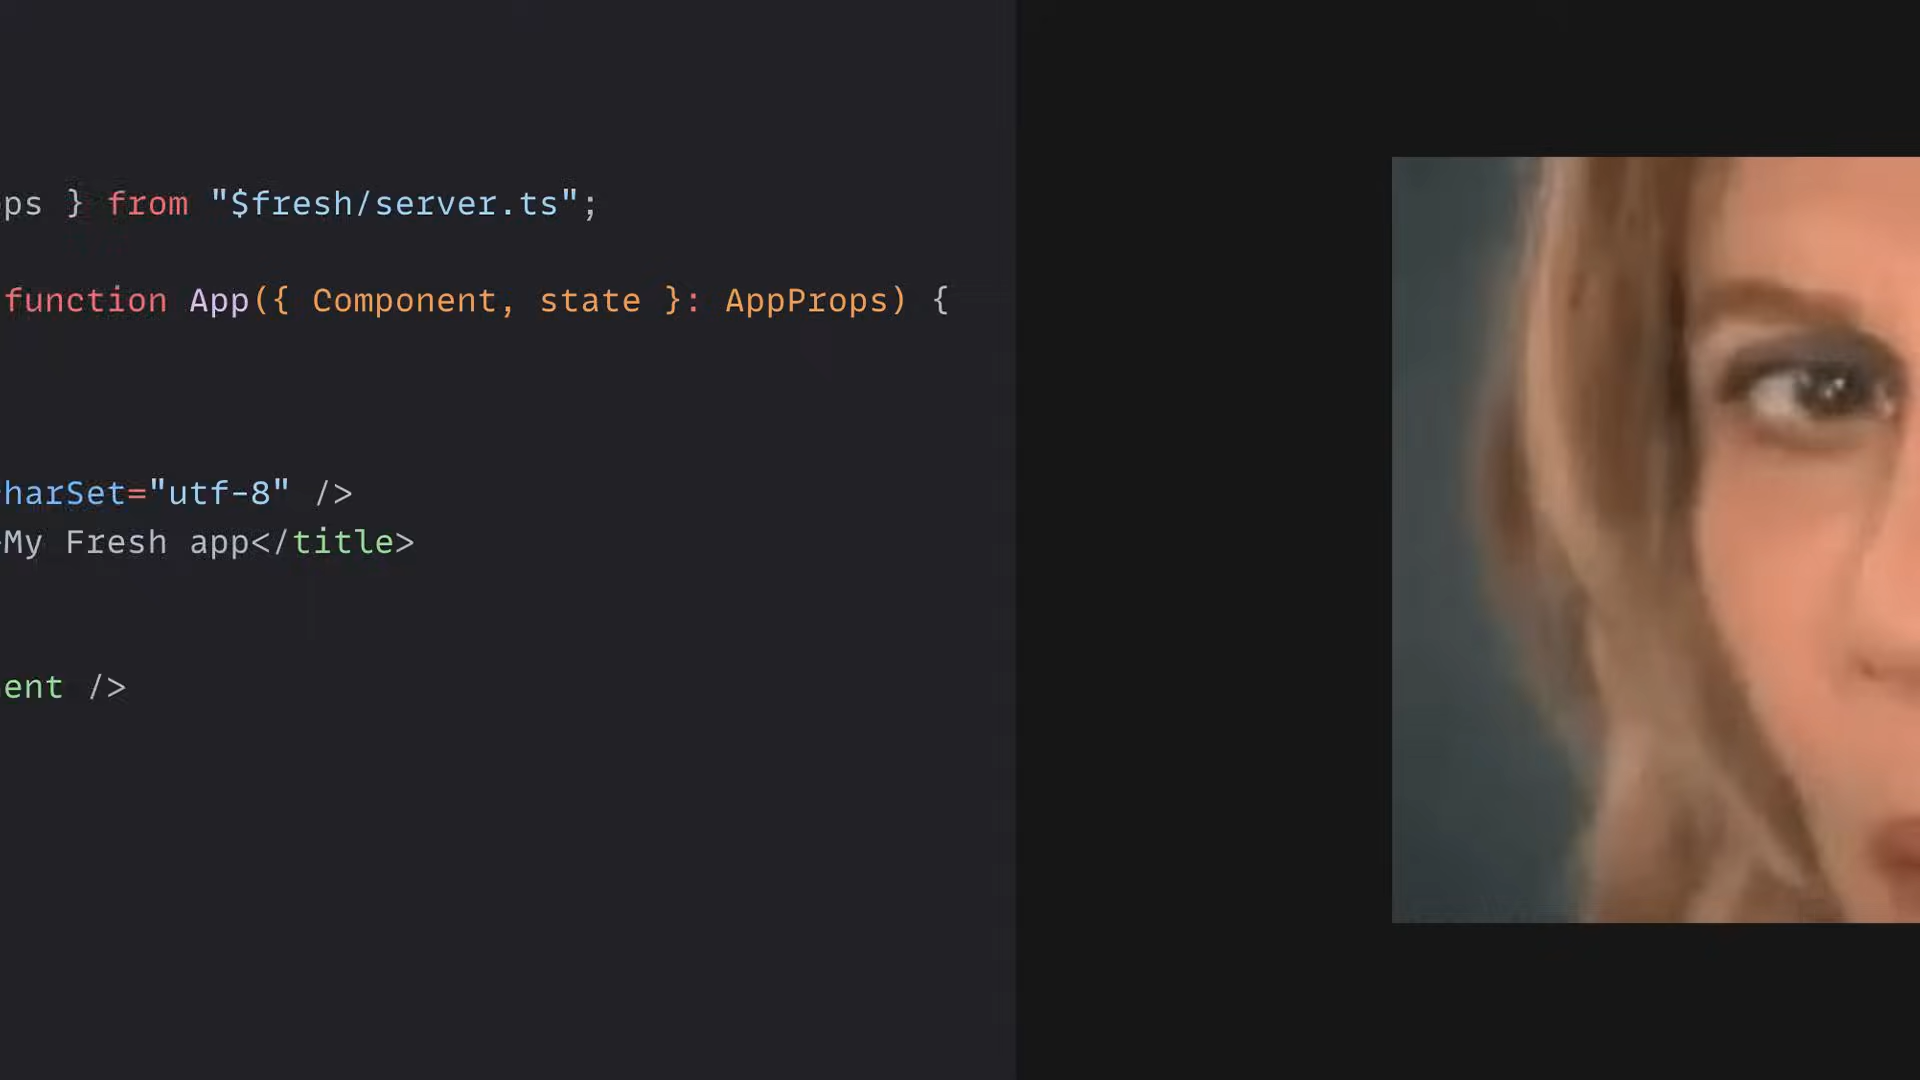 ps } from "$fresh/server.ts";
function App({ Component, state }: AppProps) {
harSet="utf-8" />
My Fresh app</title>
ent />